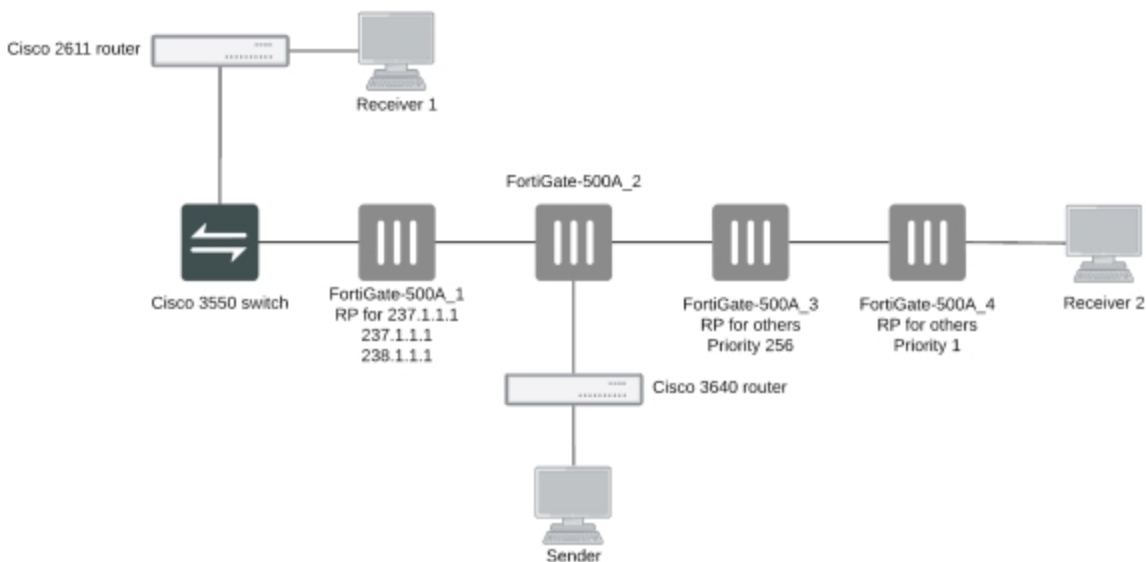 Cisco 2611 router
Receiver 1
FortiGate-500A_2
Cisco 3550 switch
FortiGate-500A_1
RP for 237.1.1.1
237.1.1.1
238.1.1.1
FortiGate-500A_3
RP for others
Priority 256
FortiGate-500A_4
RP for others
Priority 1
Receiver 2
Cisco 3640 router
Sender